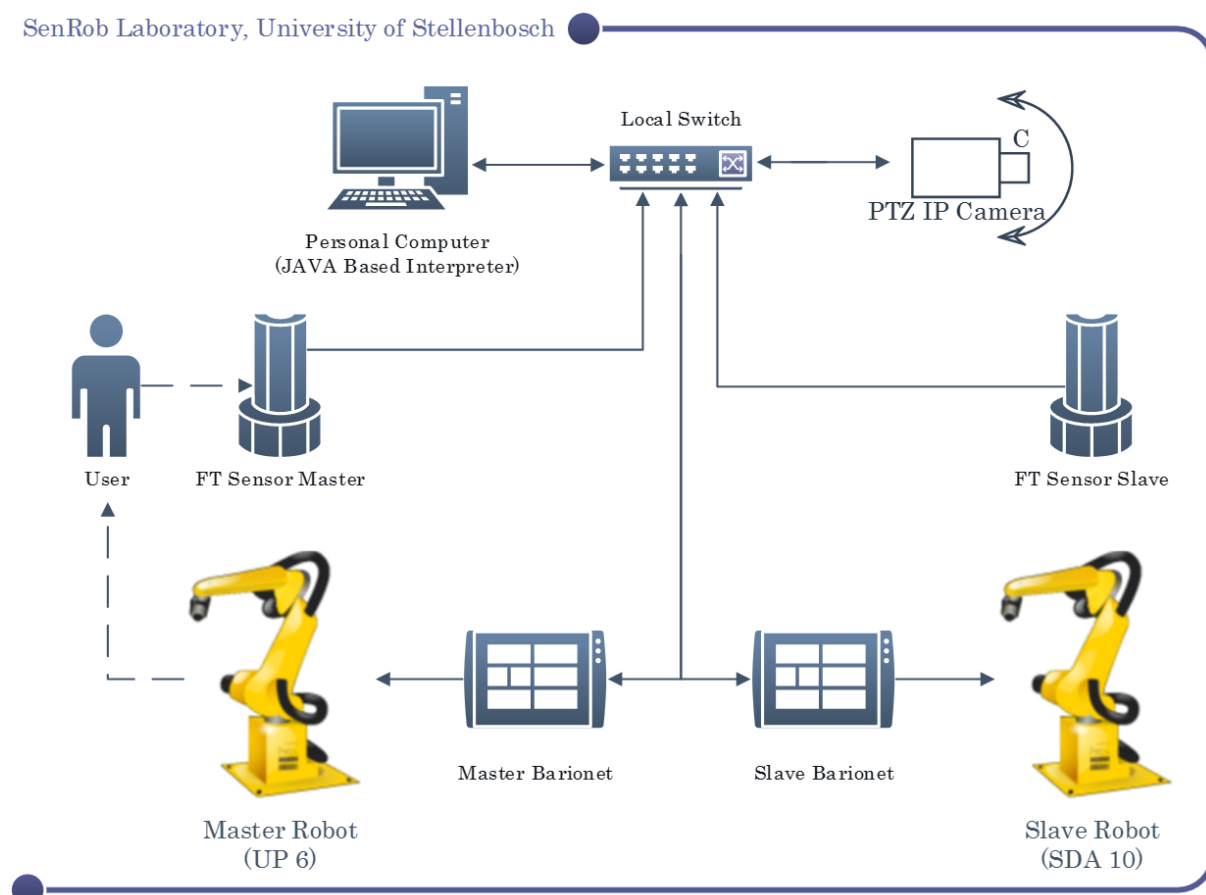 SenRob Laboratory, University of Stellenbosch
Local Switch
C
PTZ IP Camera
Personal Computer
(JAVA Based Interpreter)
User
FT Sensor Master
FT Sensor Slave
Master Barionet
Slave Barionet
Master Robot
(UP 6)
Slave Robot
(SDA 10)